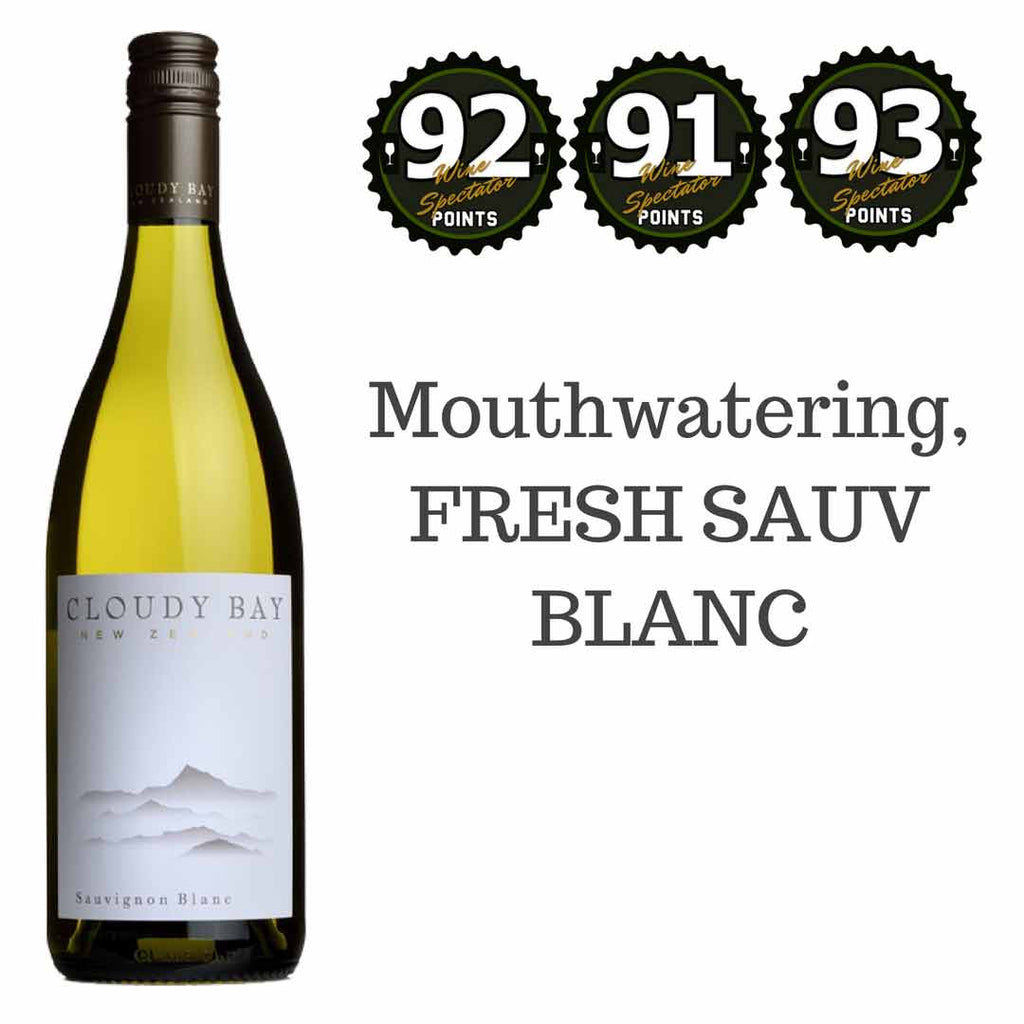 92
Wine
Spectator
POINTS
91
Wine
Spectator
POINTS
93
Wine
Spectator
POINTS
Mouthwatering,
FRESH SAUV
BLANC
CLOUDY BAY
NEW ZEALAND
Sauvignon Blanc